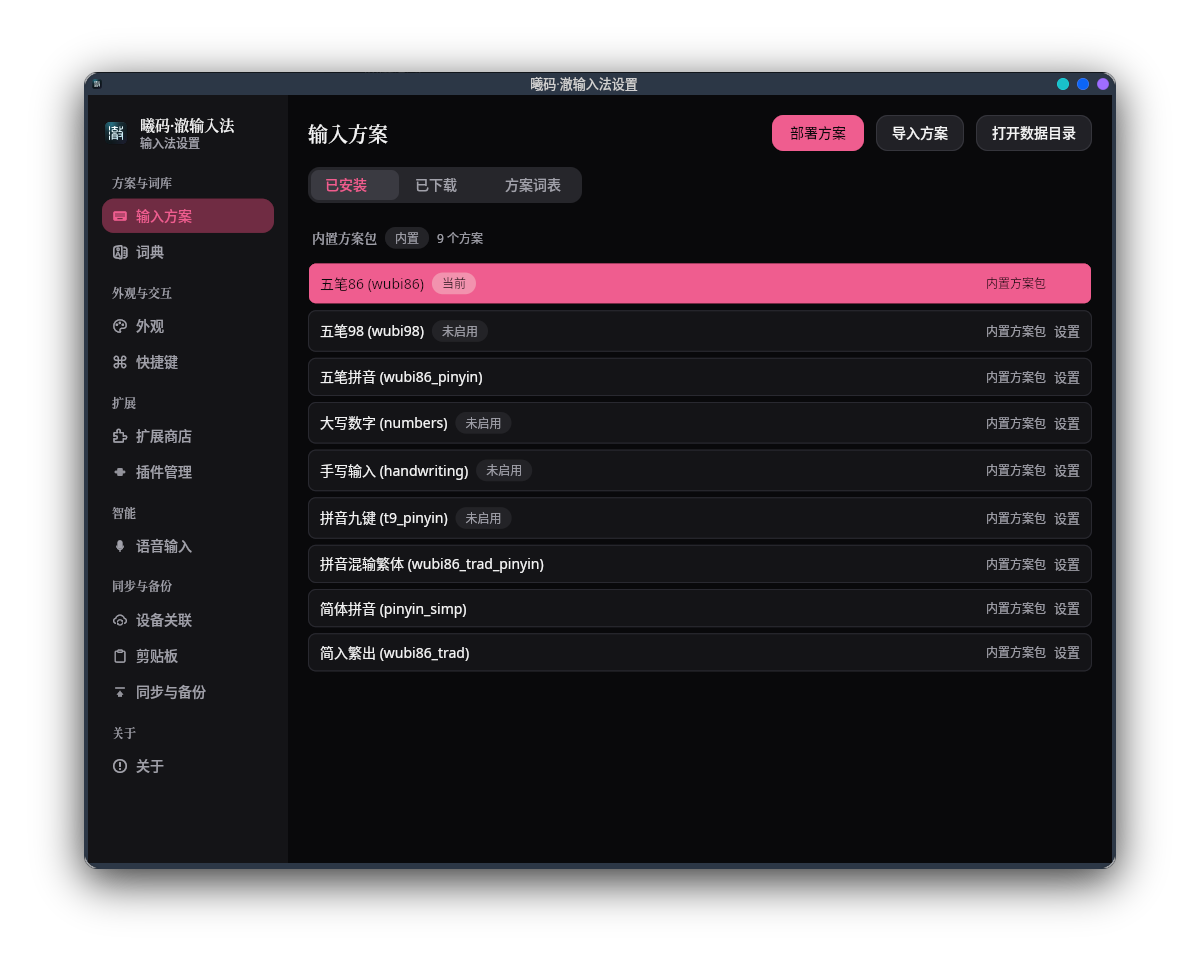 曦码·澈输入法设置
曦码·澈输入法
输入法设置
方案与词库
输入方案
词典
外观与交互
外观
快捷键
扩展
扩展商店
插件管理
智能
语音输入
同步与备份
设备关联
剪贴板
同步与备份
关于
关于
输入方案
部署方案 导入方案 打开数据目录
已安装 已下载 方案词表
内置方案包 内置 9 个方案
五笔86 (wubi86) 当前 内置方案包
五笔98 (wubi98) 未启用 内置方案包 设置
五笔拼音 (wubi86_pinyin) 内置方案包 设置
大写数字 (numbers) 未启用 内置方案包 设置
手写输入 (handwriting) 未启用 内置方案包 设置
拼音九键 (t9_pinyin) 未启用 内置方案包 设置
拼音混输繁体 (wubi86_trad_pinyin) 内置方案包 设置
简体拼音 (pinyin_simp) 内置方案包 设置
简入繁出 (wubi86_trad) 内置方案包 设置